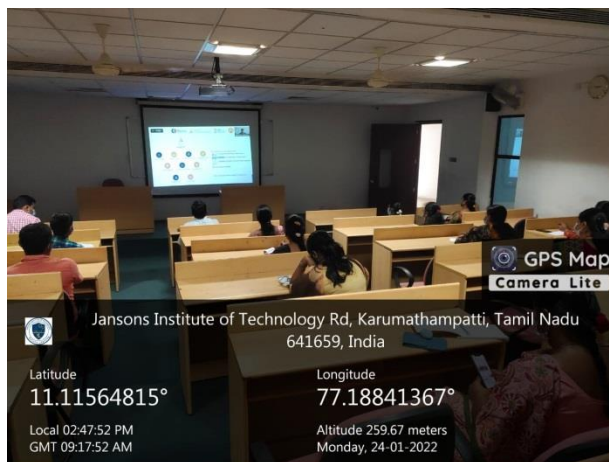 GPS Map
Camera Lite
Jansons Institute of Technology Rd, Karumathampatti, Tamil Nadu
641659, India
Latitude
11.11564815°
Longitude
77.18841367°
Local 02:47:52 PM
GMT 09:17:52 AM
Altitude 259.67 meters
Monday, 24-01-2022